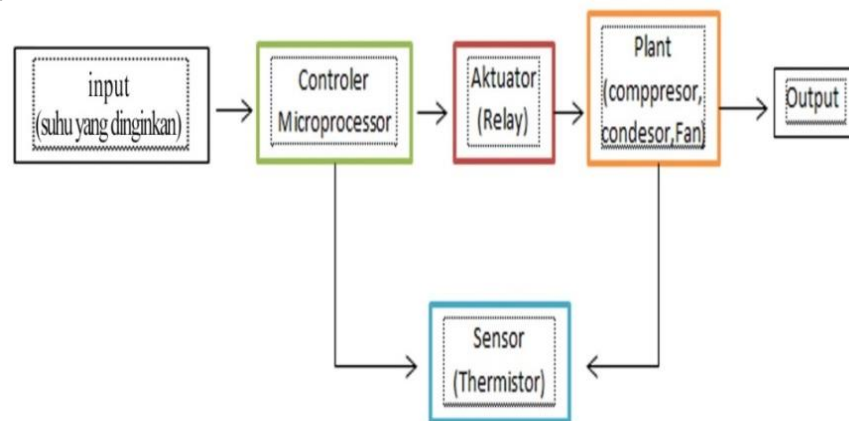 input
(suhu yang dinginkan)
Controler
Microprocessor
Aktuator
(Relay)
Plant
(comppresor,
condesor,Fan)
Output
Sensor
(Thermistor)